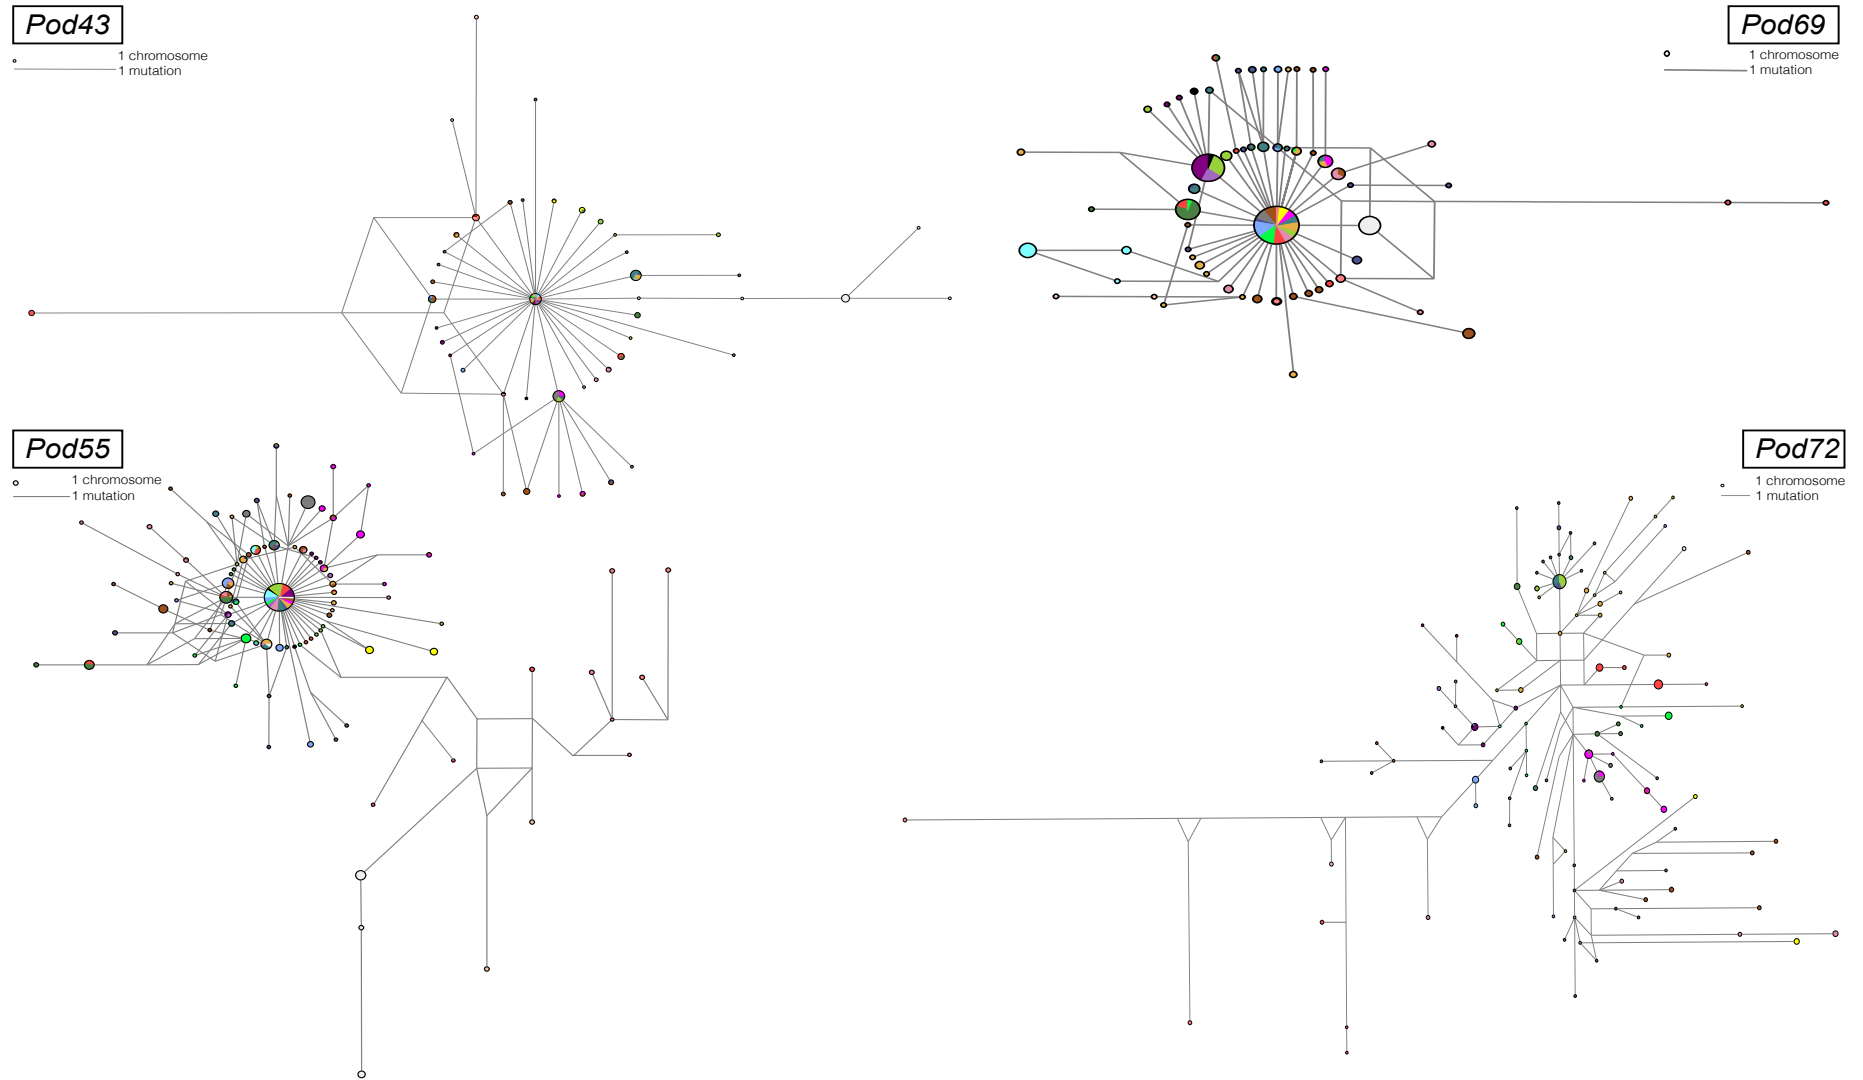 Pod43
1 chromosome
1 mutation
Pod69
1 chromosome
1 mutation
Pod55
1 chromosome
1 mutation
Pod72
1 chromosome
1 mutation